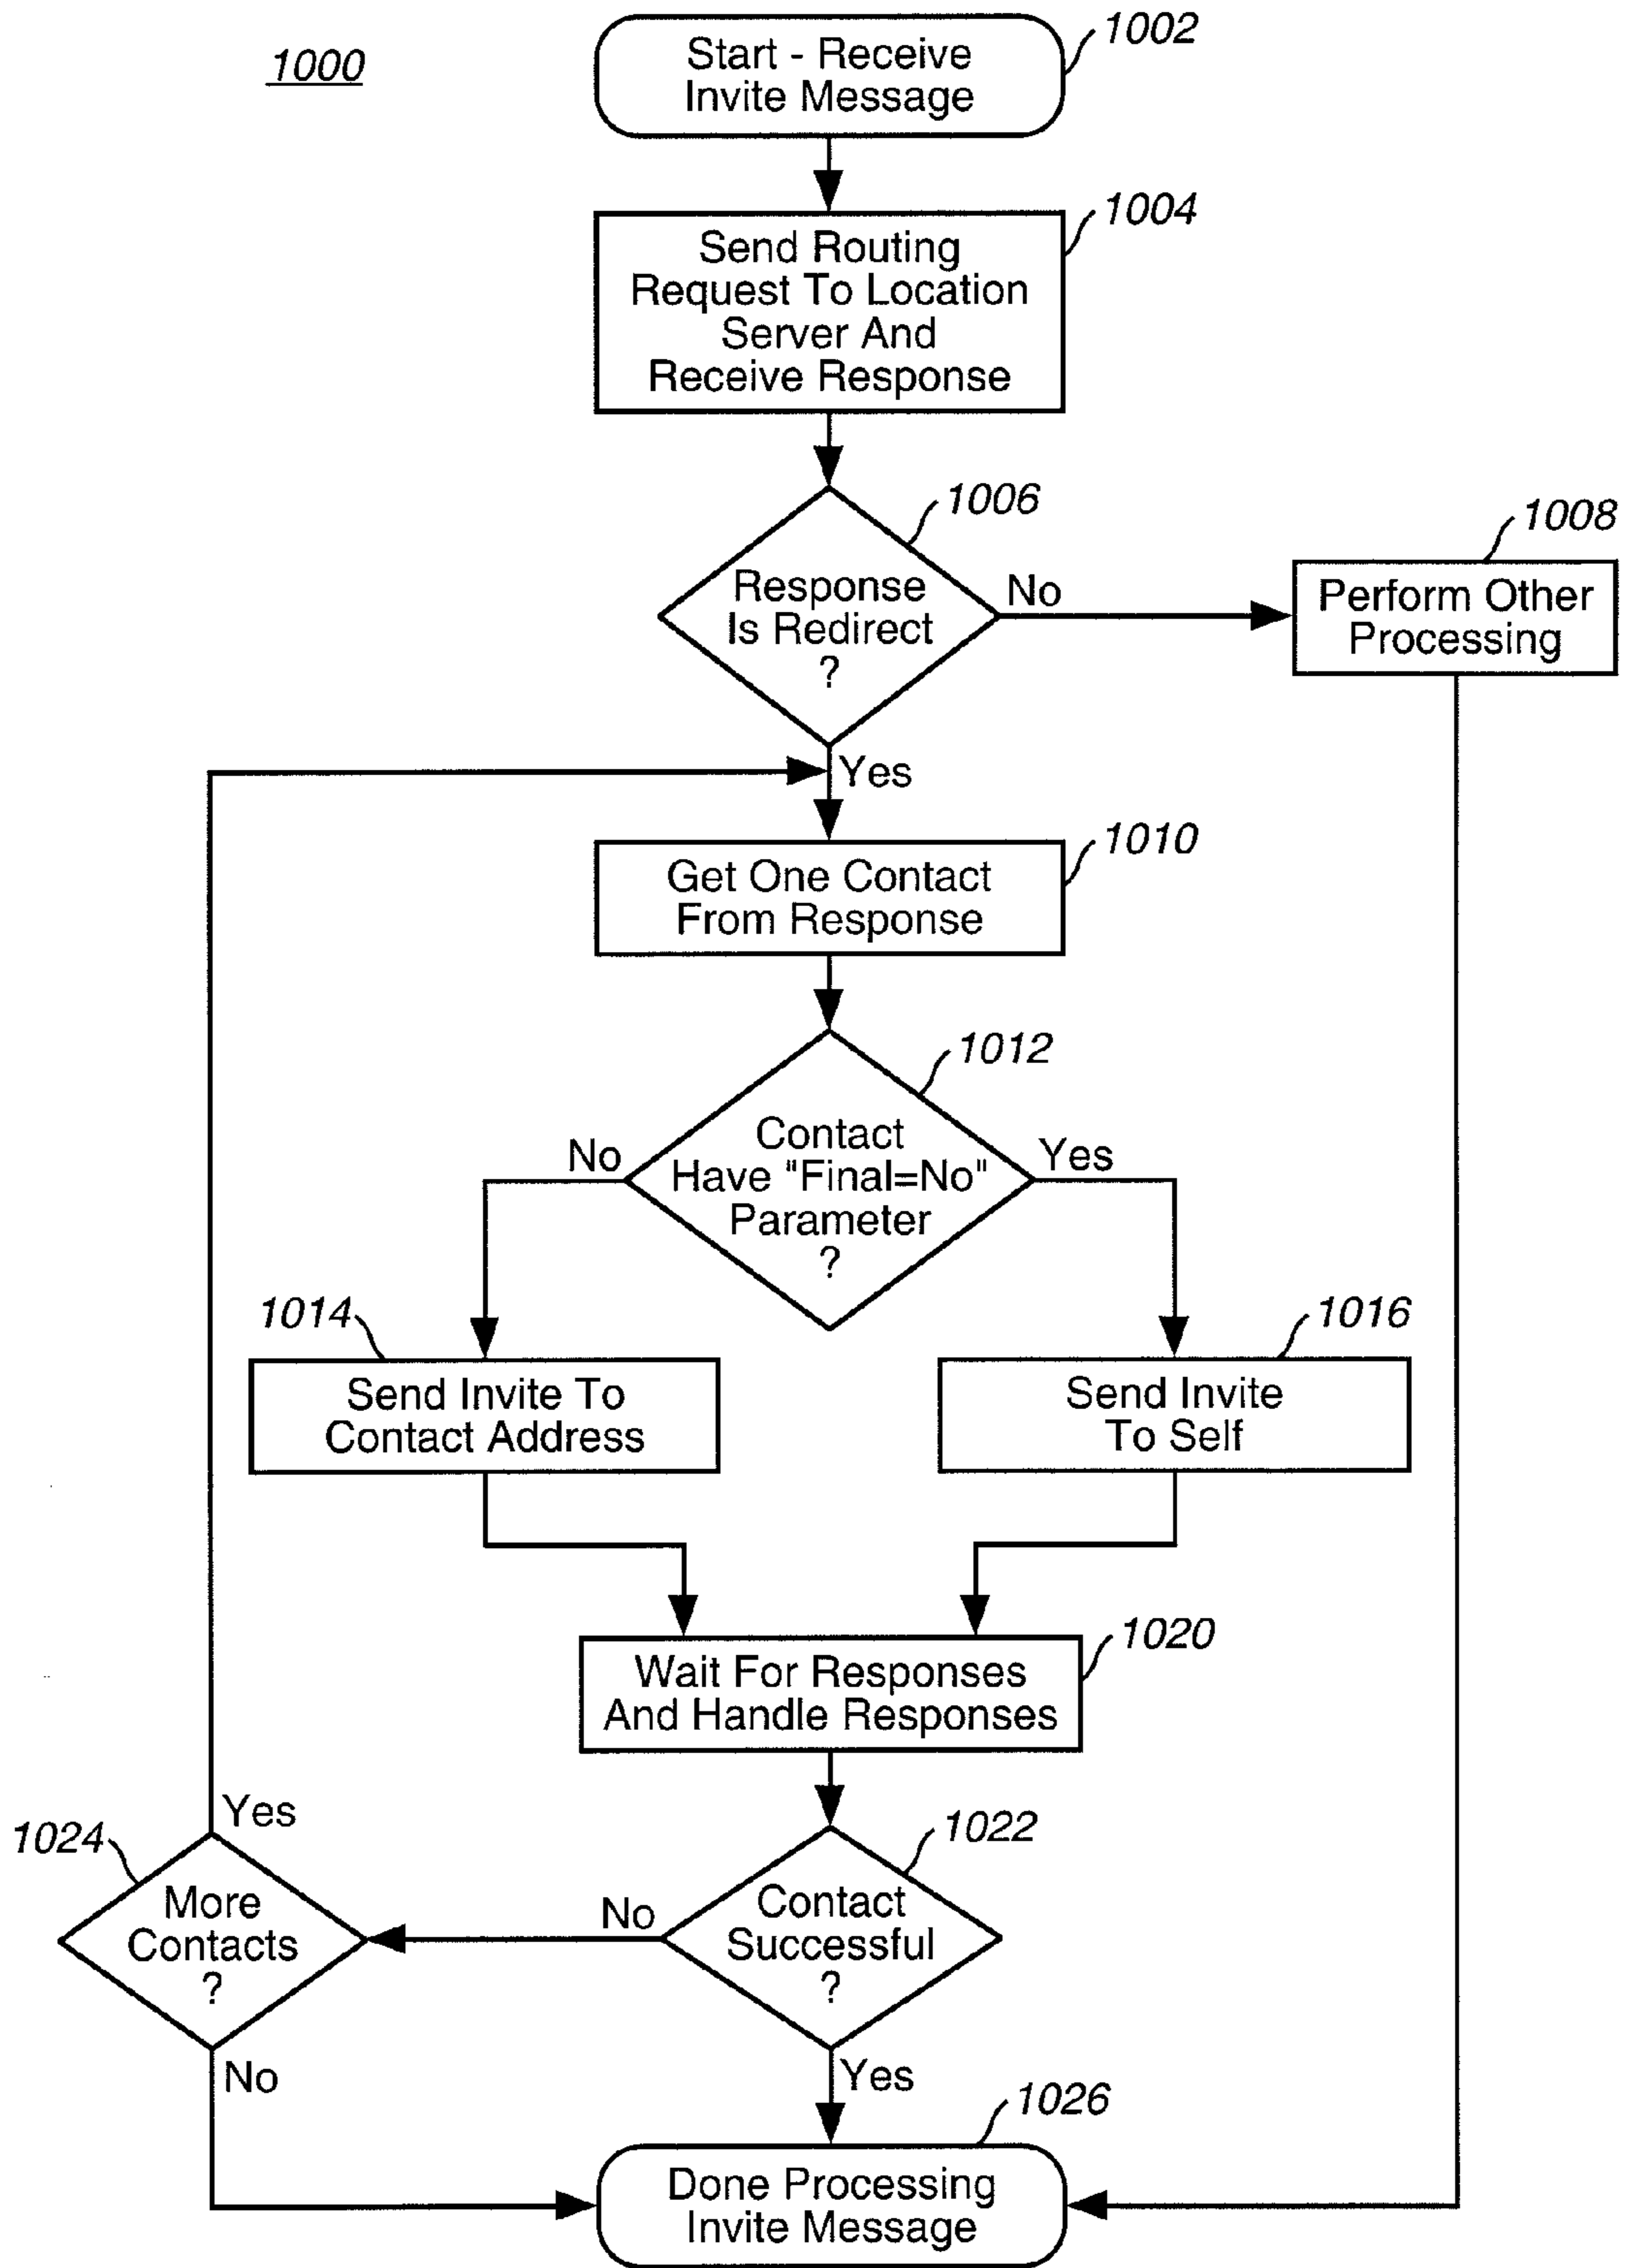 1000
1002
Start - Receive
Invite Message
1004
Send Routing
Request To Location
Server And
Receive Response
1006
Response
Is Redirect
?
No
1008
Perform Other
Processing
Yes
1010
Get One Contact
From Response
1012
Contact
Have "Final=No"
Parameter
?
No
Yes
1014
Send Invite To
Contact Address
1016
Send Invite
To Self
1020
Wait For Responses
And Handle Responses
1022
Contact
Successful
?
No
Yes
1024
More
Contacts
?
Yes
No
1026
Done Processing
Invite Message